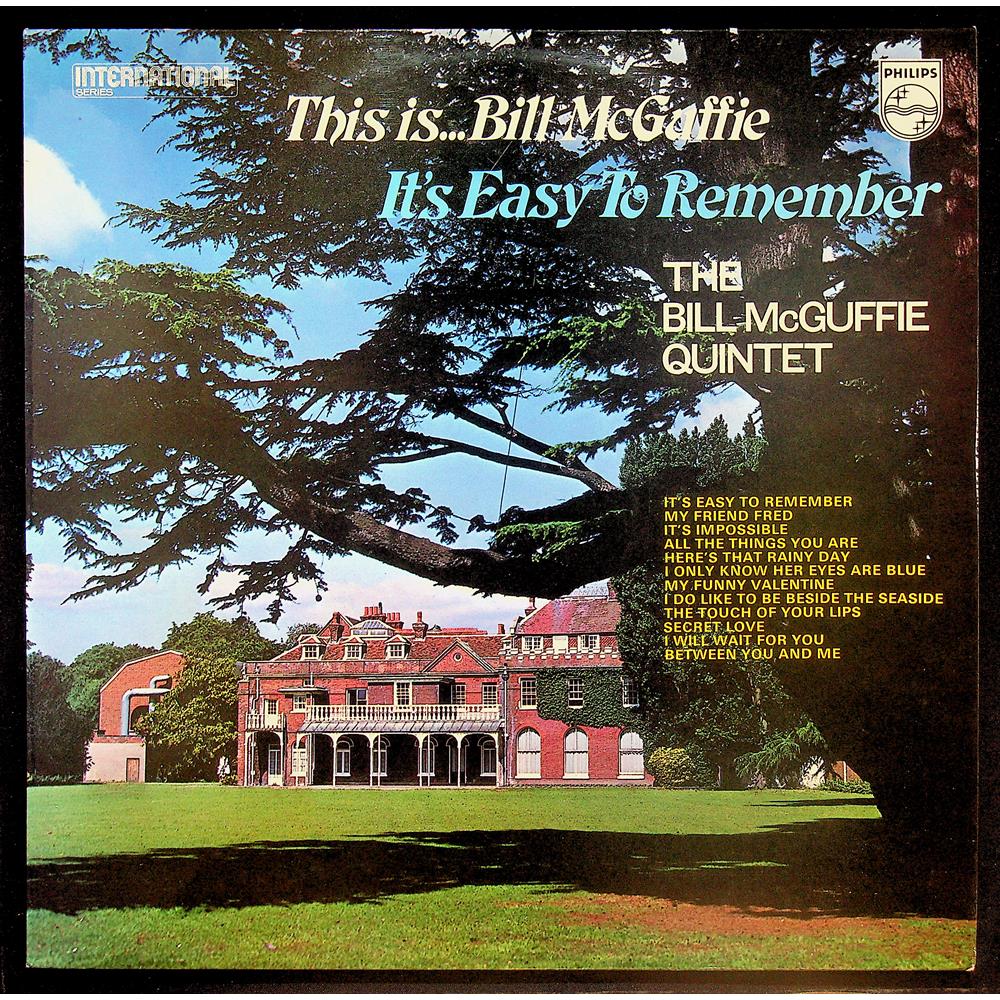 INTERNATIONAL
SERIES
PHILIPS
This is...Bill McGuffie
It's Easy To Remember
THE
BILL McGUFFIE
QUINTET
IT'S EASY TO REMEMBER
MY FRIEND FRED
IT'S IMPOSSIBLE
ALL THE THINGS YOU ARE
HERE'S THAT RAINY DAY
I ONLY KNOW HER EYES ARE BLUE
MY FUNNY VALENTINE
I DO LIKE TO BE BESIDE THE SEASIDE
THE TOUCH OF YOUR LIPS
SECRET LOVE
I WILL WAIT FOR YOU
BETWEEN YOU AND ME